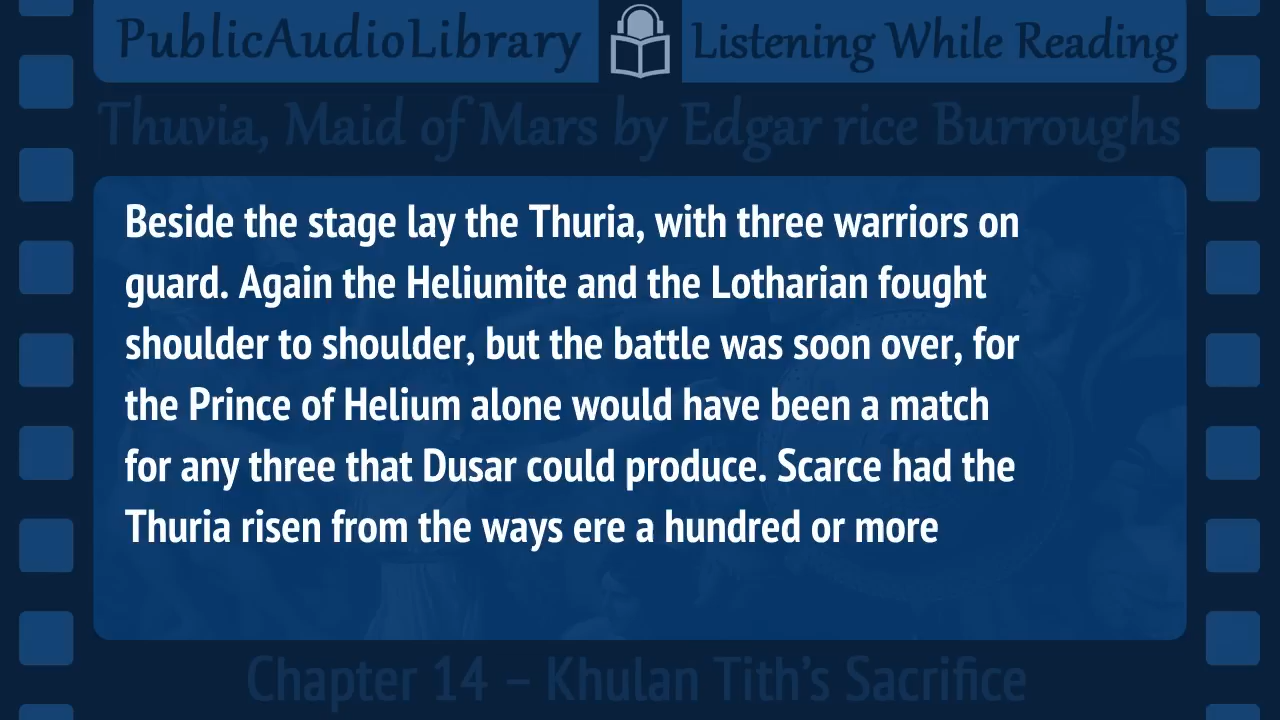 PublicAudioLibrary Listening While Reading
Thuvia, Maid of Mars by Edgar rice Burroughs
Beside the stage lay the Thuria, with three warriors on
guard. Again the Heliumite and the Lotharian fought
shoulder to shoulder, but the battle was soon over, for
the Prince of Helium alone would have been a match
for any three that Dusar could produce. Scarce had the
Thuria risen from the ways ere a hundred or more
Chapter 14 – Khulan Tith’s Sacrifice